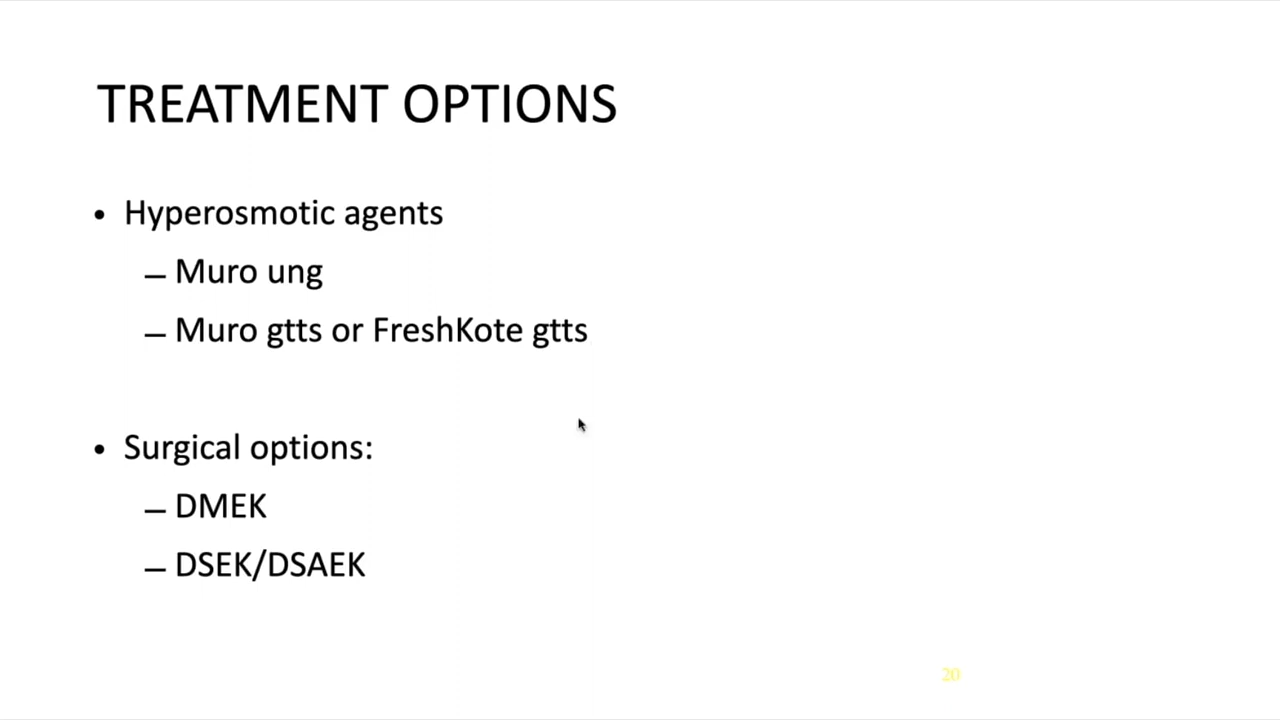 TREATMENT OPTIONS
• Hyperosmotic agents
– Muro ung
– Muro gtts or FreshKote gtts
• Surgical options:
– DMEK
– DSEK/DSAEK
20